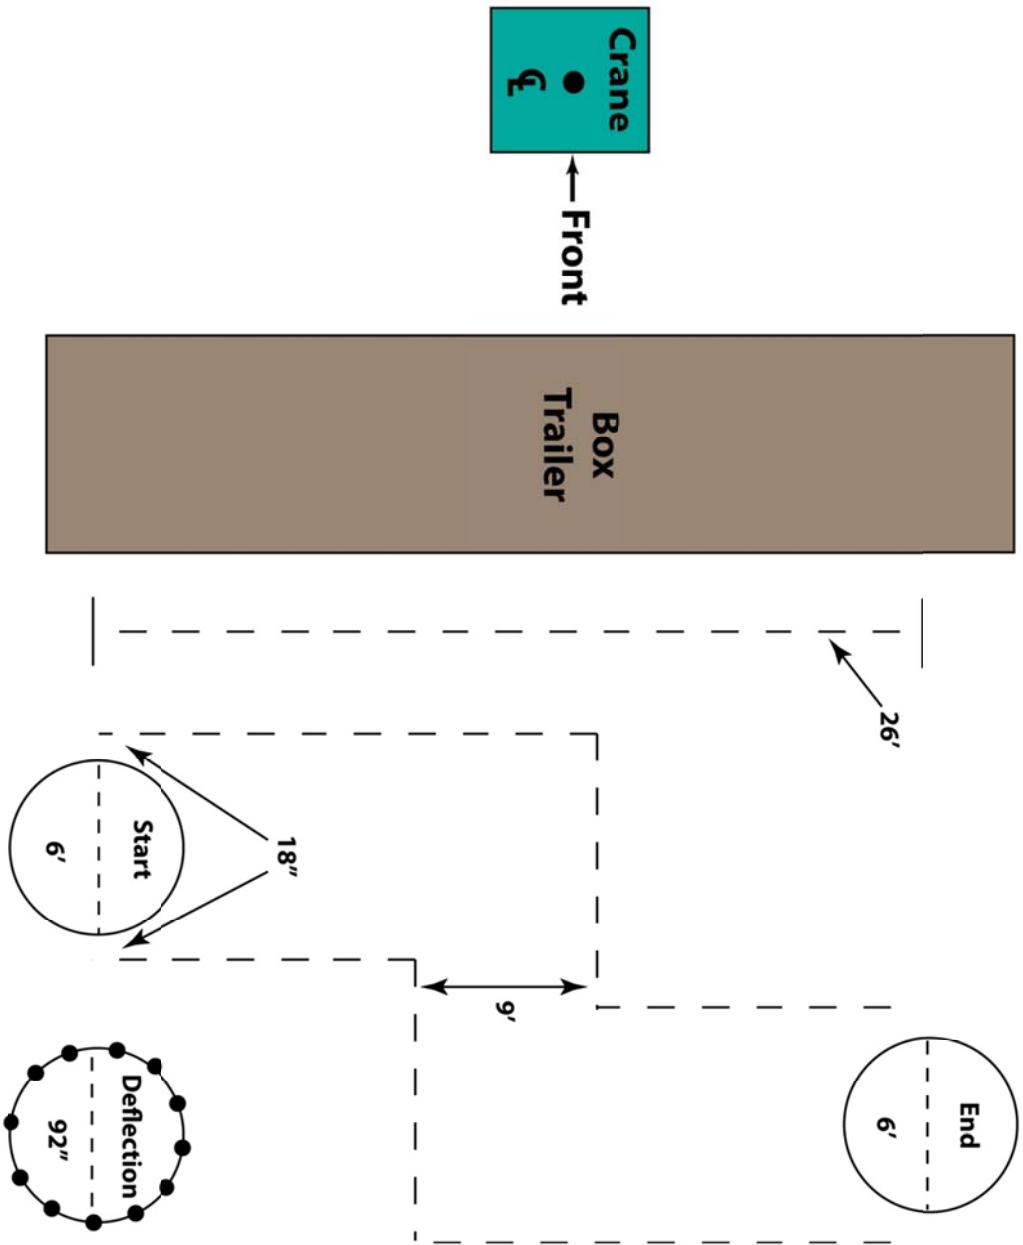 Crane
℄
Front
Box
Trailer
26′
18″
Start
6′
9′
End
6′
Deflection
92″